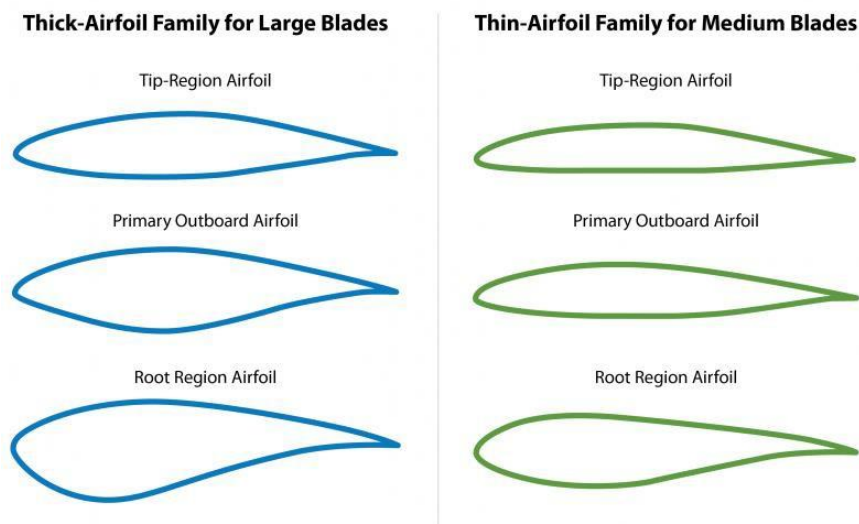 Thick-Airfoil Family for Large Blades
Tip-Region Airfoil
Primary Outboard Airfoil
Root Region Airfoil
Thin-Airfoil Family for Medium Blades
Tip-Region Airfoil
Primary Outboard Airfoil
Root Region Airfoil